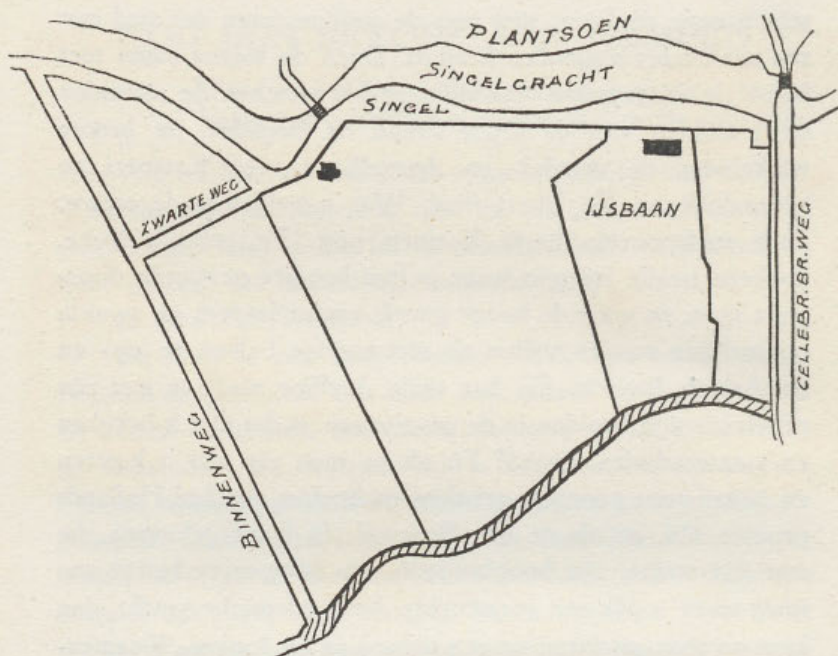 PLANTSOEN
SINGELGRACHT
SINGEL
ZWARTE WEG
IJSBAAN
CELLEBR. BR. WEG
BINNENWEG